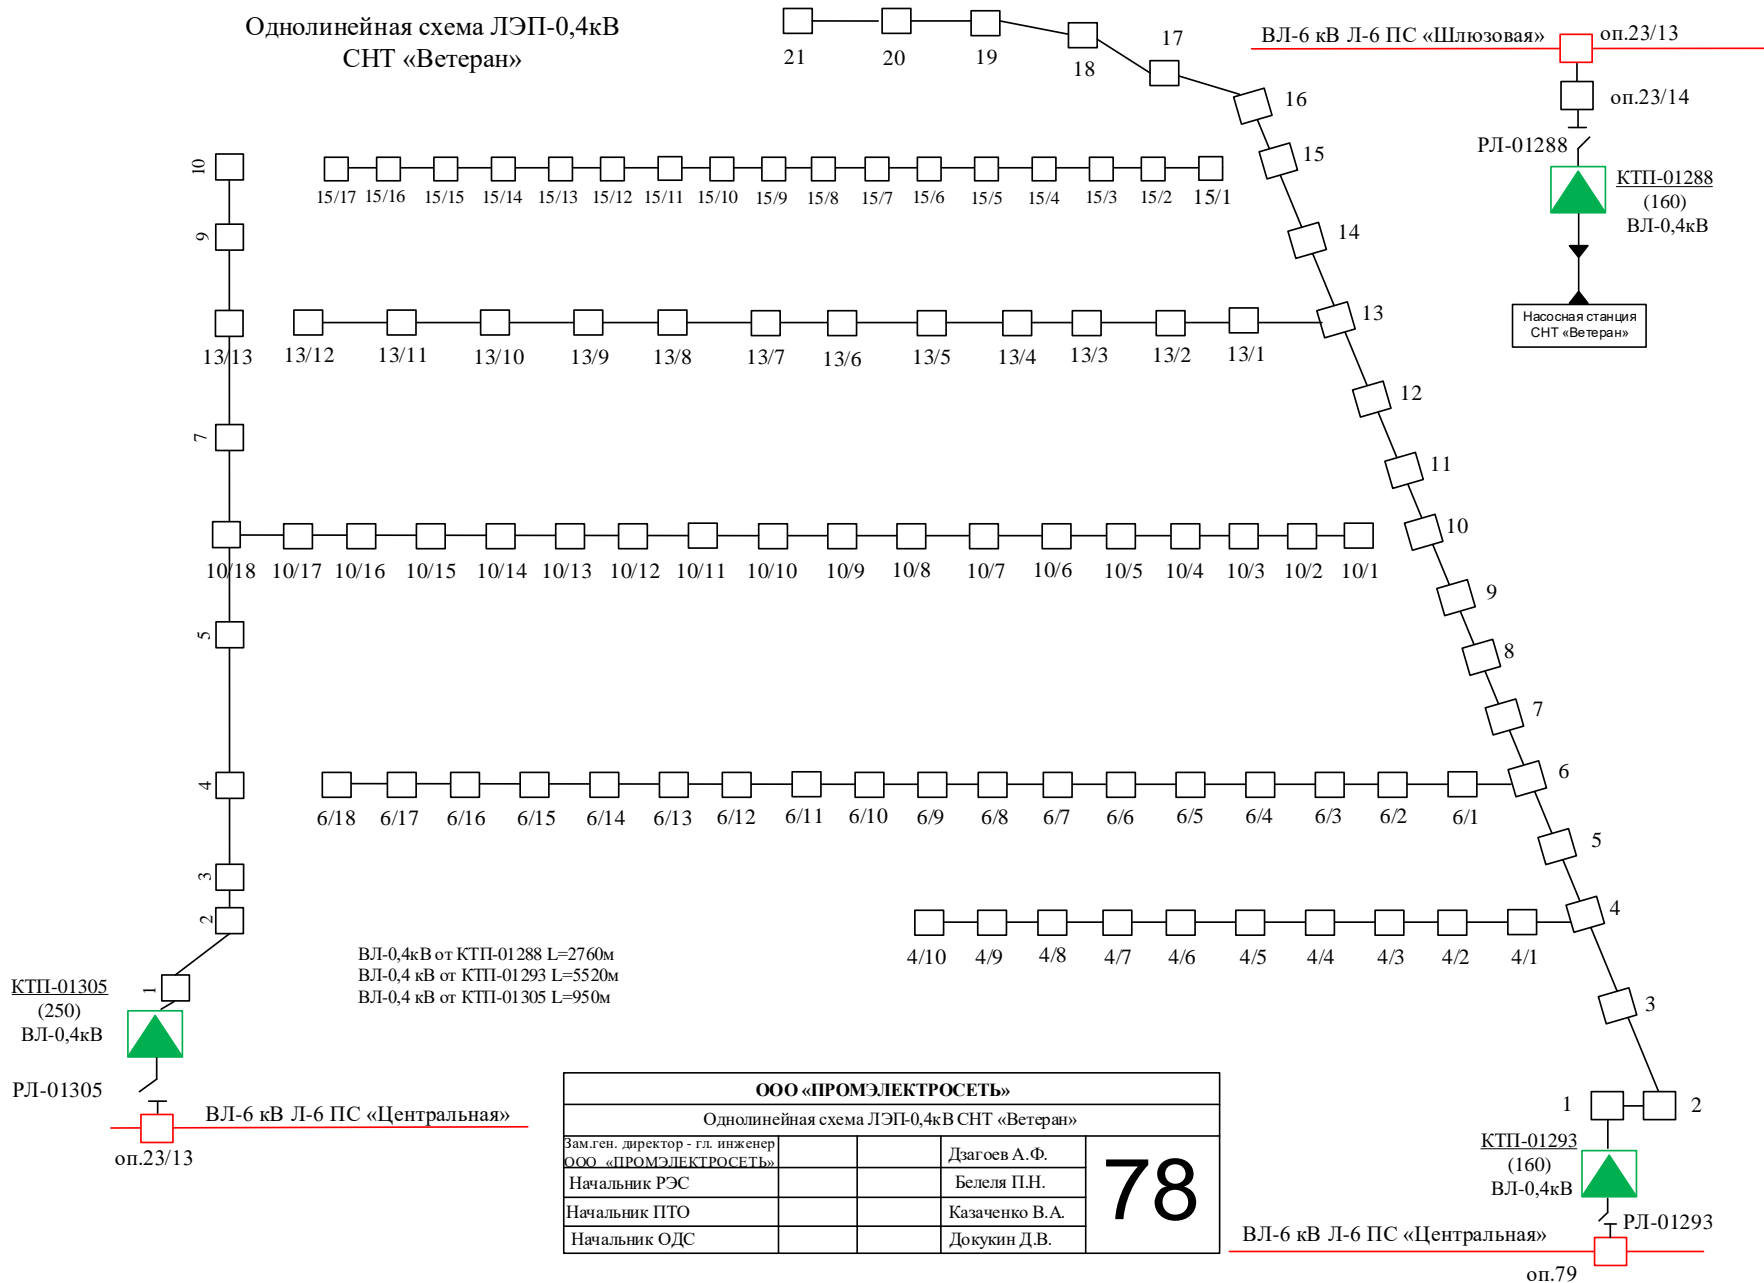 Однолинейная схема ЛЭП-0,4кВ
СНТ «Ветеран»
21
20
19
18
17
16
15
14
13
12
11
10
9
8
7
6
5
4
3
2
1
ВЛ-6 кВ Л-6 ПС «Шлюзовая»
оп.23/13
оп.23/14
РЛ-01288
КТП-01288
(160)
ВЛ-0,4кВ
Насосная станция
СНТ «Ветеран»
15/17 15/16 15/15 15/14 15/13 15/12 15/11 15/10 15/9 15/8 15/7 15/6 15/5 15/4 15/3 15/2 15/1
13/13 13/12 13/11 13/10 13/9 13/8 13/7 13/6 13/5 13/4 13/3 13/2 13/1
10/18 10/17 10/16 10/15 10/14 10/13 10/12 10/11 10/10 10/9 10/8 10/7 10/6 10/5 10/4 10/3 10/2 10/1
6/18 6/17 6/16 6/15 6/14 6/13 6/12 6/11 6/10 6/9 6/8 6/7 6/6 6/5 6/4 6/3 6/2 6/1
4/10 4/9 4/8 4/7 4/6 4/5 4/4 4/3 4/2 4/1
10
9
7
5
4
3
2
1
КТП-01305
(250)
ВЛ-0,4кВ
РЛ-01305
ВЛ-6 кВ Л-6 ПС «Центральная»
оп.23/13
ВЛ-0,4кВ от КТП-01288 L=2760м
ВЛ-0,4 кВ от КТП-01293 L=5520м
ВЛ-0,4 кВ от КТП-01305 L=950м
ООО «ПРОМЭЛЕКТРОСЕТЬ»
Однолинейная схема ЛЭП-0,4кВ СНТ «Ветеран»
Зам.ген. директор - гл. инженер
ООО «ПРОМЭЛЕКТРОСЕТЬ»
Дзагоев А.Ф.
Начальник РЭС
Белеля П.Н.
Начальник ПТО
Казаченко В.А.
Начальник ОДС
Докукин Д.В.
78
КТП-01293
(160)
ВЛ-0,4кВ
РЛ-01293
ВЛ-6 кВ Л-6 ПС «Центральная»
оп.79